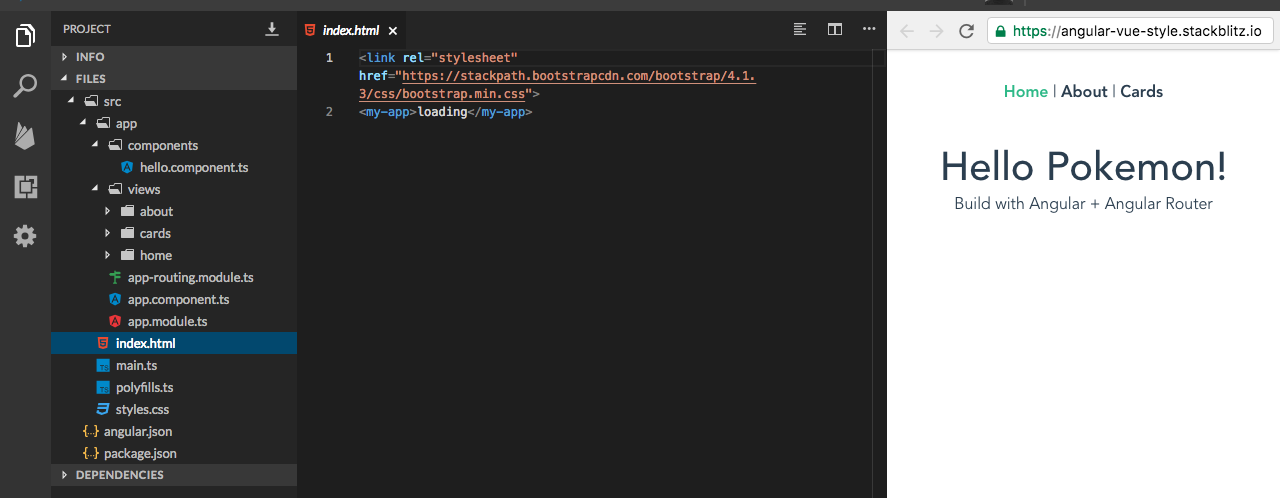 PROJECT
INFO
FILES
src
app
components
hello.component.ts
views
about
cards
home
app-routing.module.ts
app.component.ts
app.module.ts
index.html
main.ts
polyfills.ts
styles.css
{..} angular.json
{..} package.json
DEPENDENCIES
index.html
1 <link rel="stylesheet"
href="https://stackpath.bootstrapcdn.com/bootstrap/4.1.
3/css/bootstrap.min.css">
2 <my-app>loading</my-app>
https://angular-vue-style.stackblitz.io
Home | About | Cards
Hello Pokemon!
Build with Angular + Angular Router